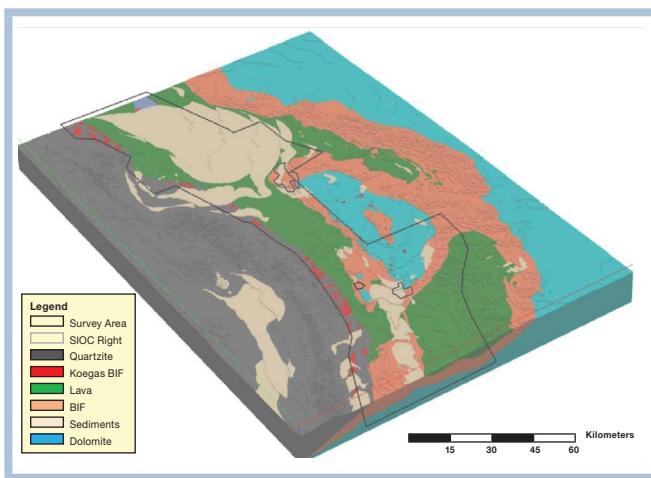 Legend
Survey Area
SIOC Right
Quartzite
Koegas BIF
Lava
BIF
Sediments
Dolomite
Kilometers
15 30 45 60